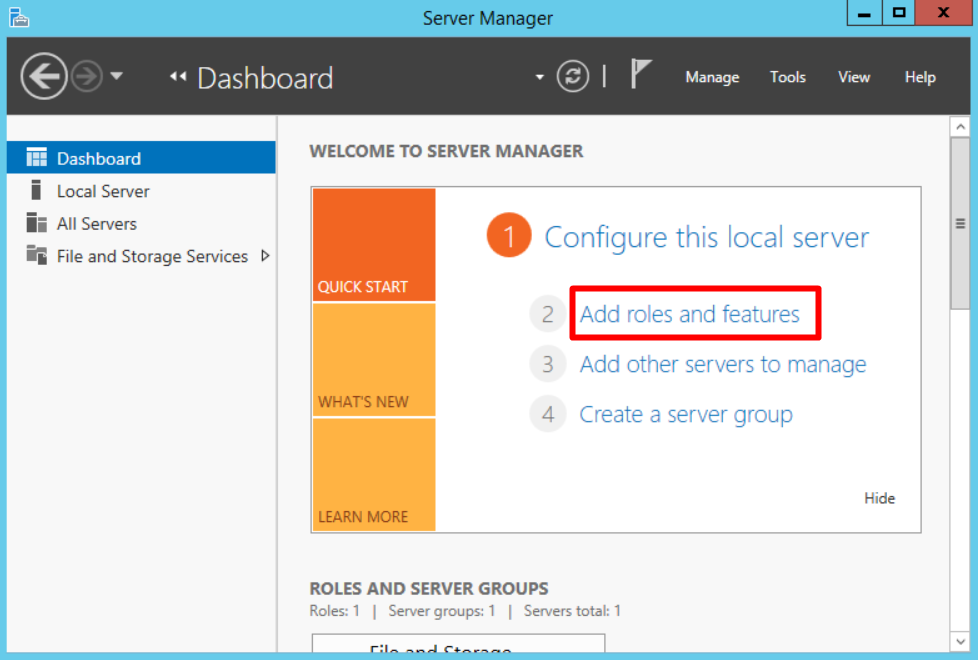 Server Manager
Dashboard
Manage Tools View Help
Dashboard
Local Server
All Servers
File and Storage Services
WELCOME TO SERVER MANAGER
QUICK START
WHAT'S NEW
LEARN MORE
1 Configure this local server
2 Add roles and features
3 Add other servers to manage
4 Create a server group
Hide
ROLES AND SERVER GROUPS
Roles: 1 | Server groups: 1 | Servers total: 1
File and Storage